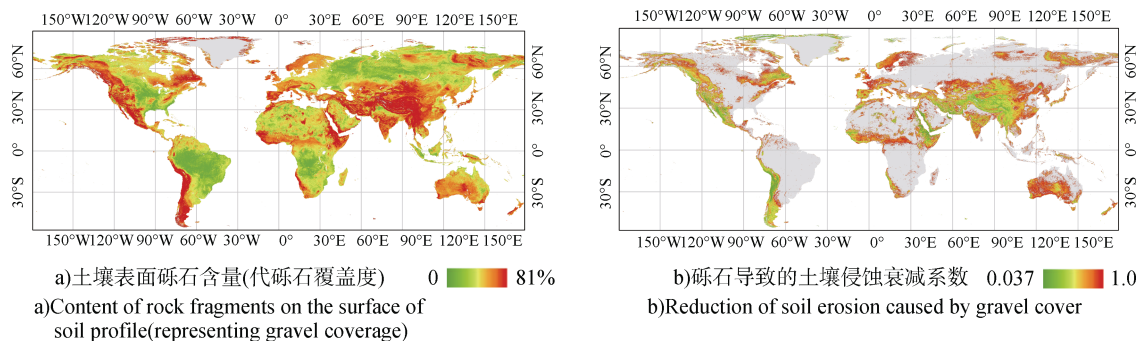 150°W 120°W 90°W 60°W 30°W 0° 30°E 60°E 90°E 120°E 150°E
60°N
30°N
0°
30°S
60°N
30°N
0°
30°S
150°W 120°W 90°W 60°W 30°W 0° 30°E 60°E 90°E 120°E 150°E
a)土壤表面砾石含量(代砾石覆盖度) 0 81%
a)Content of rock fragments on the surface of
soil profile(representing gravel coverage)
150°W 120°W 90°W 60°W 30°W 0° 30°E 60°E 90°E 120°E 150°E
60°N
30°N
0°
30°S
60°N
30°N
0°
30°S
150°W 120°W 90°W 60°W 30°W 0° 30°E 60°E 90°E 120°E 150°E
b)砾石导致的土壤侵蚀衰减系数 0.037 1.0
b)Reduction of soil erosion caused by gravel cover